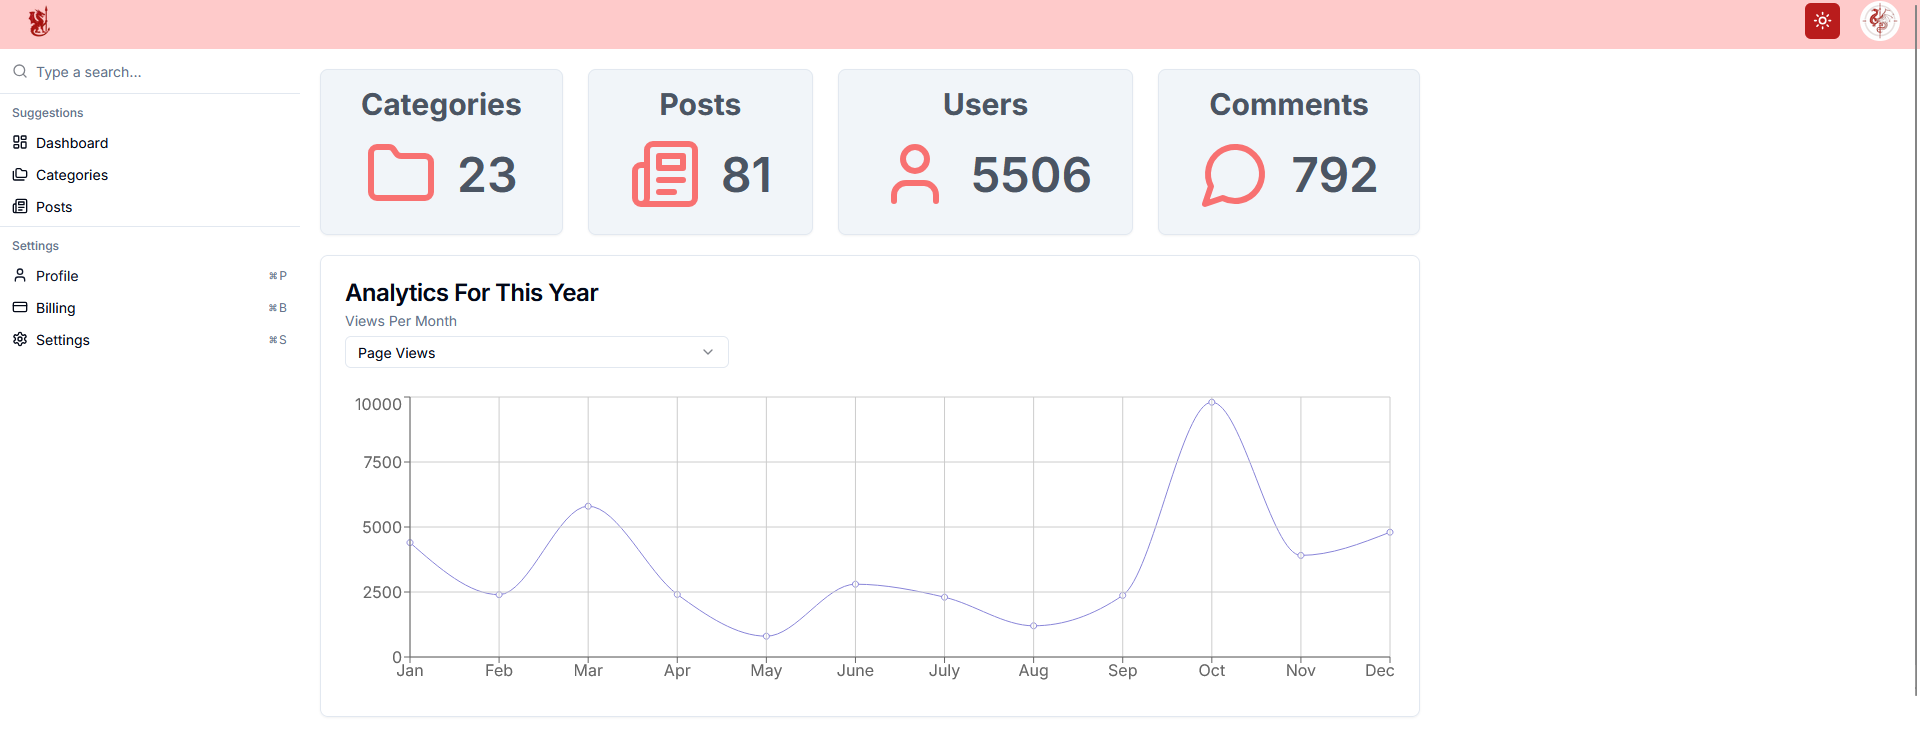 Type a search...
Suggestions
Dashboard
Categories
Posts
Settings
Profile ⌘P
Billing ⌘B
Settings ⌘S
Categories
23
Posts
81
Users
5506
Comments
792
Analytics For This Year
Views Per Month
Page Views
10000
7500
5000
2500
0
Jan Feb Mar Apr May June July Aug Sep Oct Nov Dec